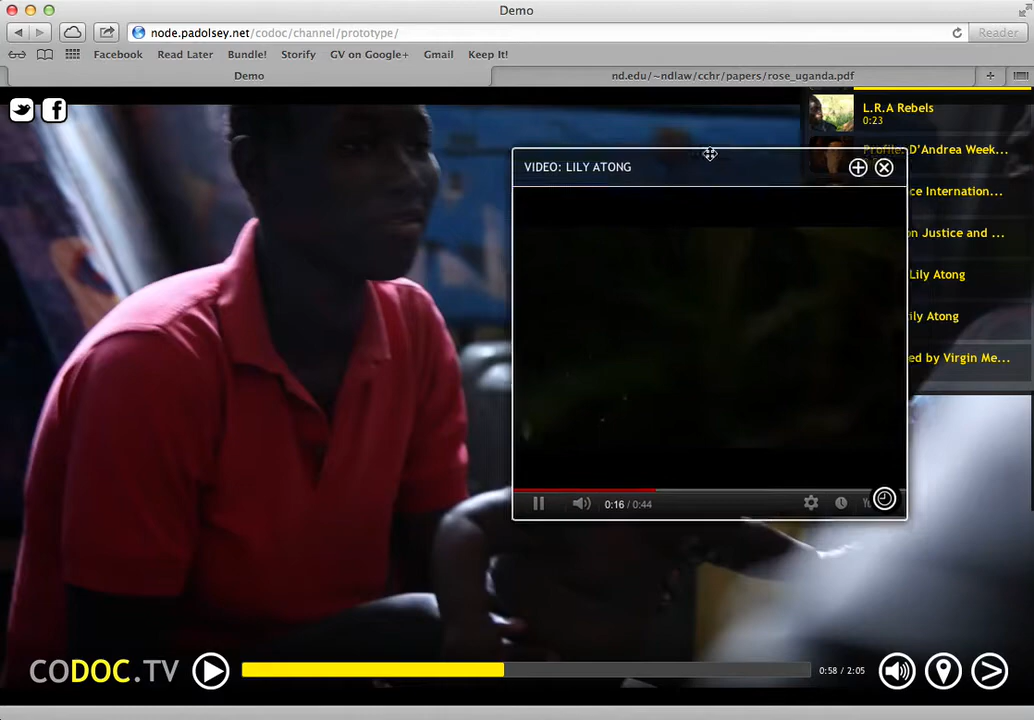 Demo
node.padolsey.net/codoc/channel/prototype/
Reader
Facebook Read Later Bundle! Storify GV on Google+ Gmail Keep It!
Demo
nd.edu/~ndlaw/cchr/papers/rose_uganda.pdf
L.R.A Rebels
0:23
Profile: D'Andrea Week...
VIDEO: LILY ATONG
ce Internation...
on Justice and ...
Lily Atong
ily Atong
ed by Virgin Me...
0:16 / 0:44
CODOC.TV
0:58 / 2:05